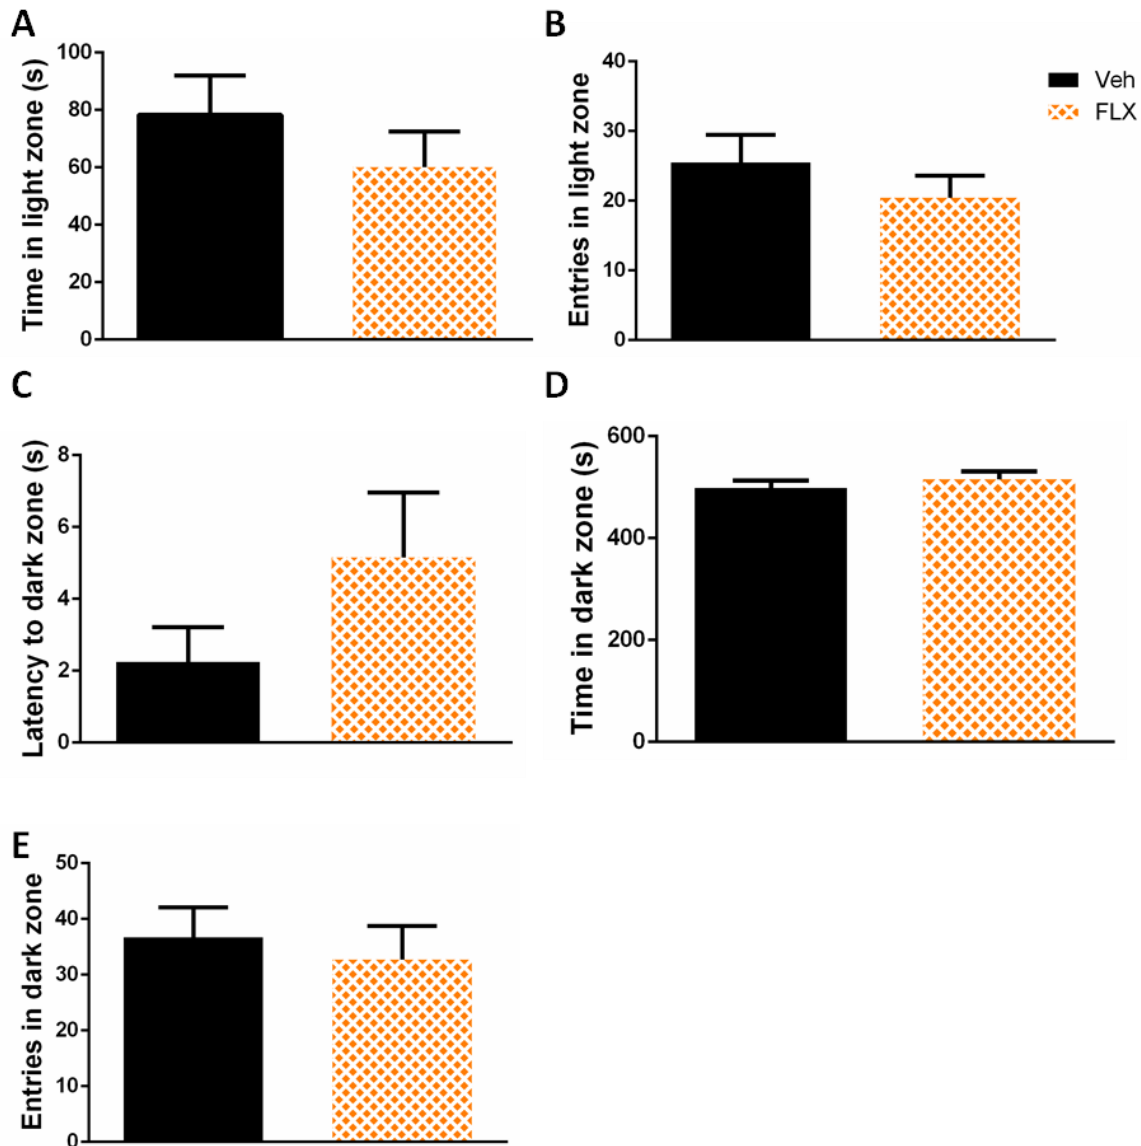 A
Time in light zone (s)
100
80
60
40
20
0
B
Entries in light zone
40
30
20
10
0
Veh
FLX
C
Latency to dark zone (s)
8
6
4
2
0
D
Time in dark zone (s)
600
400
200
0
E
Entries in dark zone
50
40
30
20
10
0